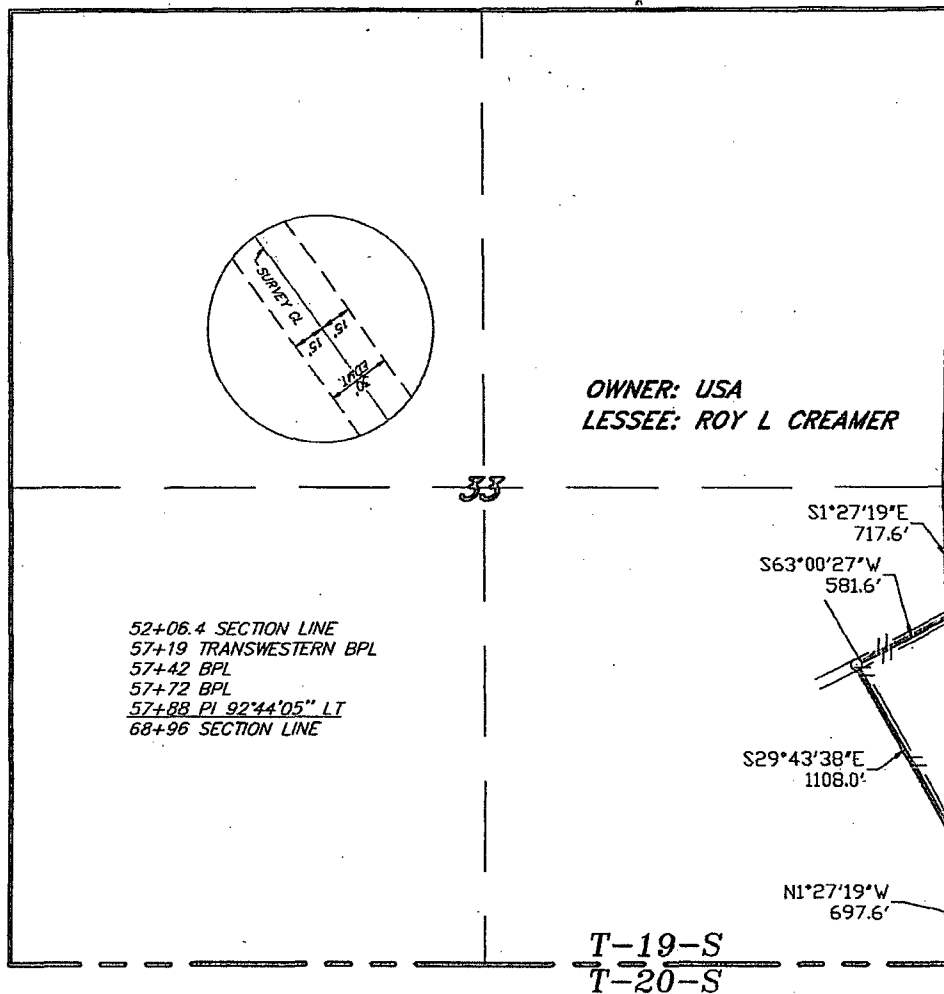 SURVEY CL
15'
15'
30'
ESMT.
OWNER: USA
LESSEE: ROY L CREAMER
33
S1°27'19"E
717.6'
S63°00'27"W
581.6'
52+06.4 SECTION LINE
57+19 TRANSWESTERN BPL
57+42 BPL
57+72 BPL
57+88 PI 92°44'05" LT
68+96 SECTION LINE
S29°43'38"E
1108.0'
N1°27'19"W
697.6'
T-19-S
T-20-S